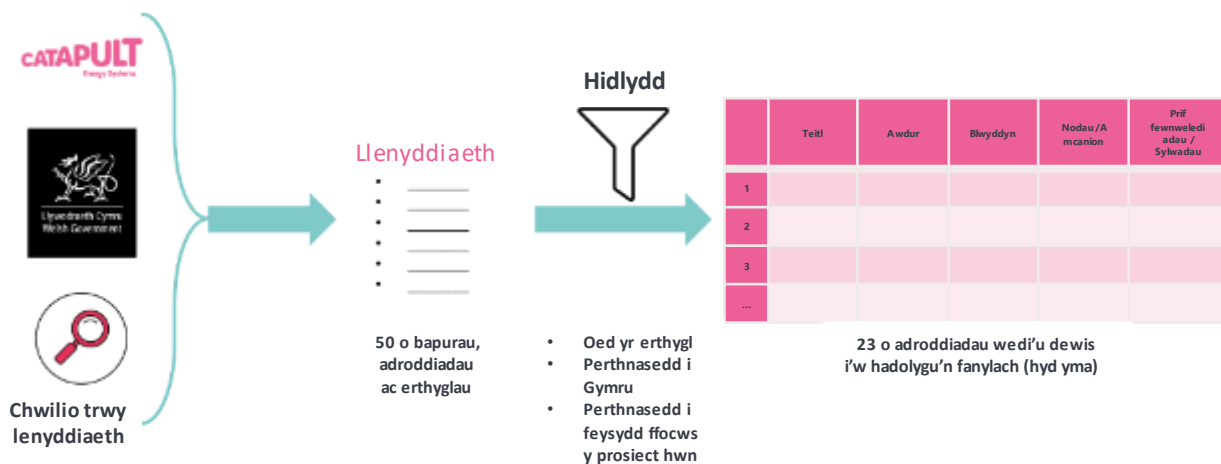 CATAPULT
Energy Systems
Llywodraeth Cymru
Welsh Government
Chwilio trwy
lenyddiaeth
Llenyddiaeth
50 o bapurau,
adroddiadau
ac erthyglau
Hidlydd
• Oed yr erthygl
• Perthnasedd i
Gymru
• Perthnasedd i
feysydd ffocws
y prosiect hwn
Teitl
Awdur
Blwyddyn
Nodau /A
mcanion
Prif
fewnweledi
adau /
Sylwadau
1
2
3
...
23 o adroddiadau wedi'u dewis
i'w hadolygu'n fanylach (hyd yma)